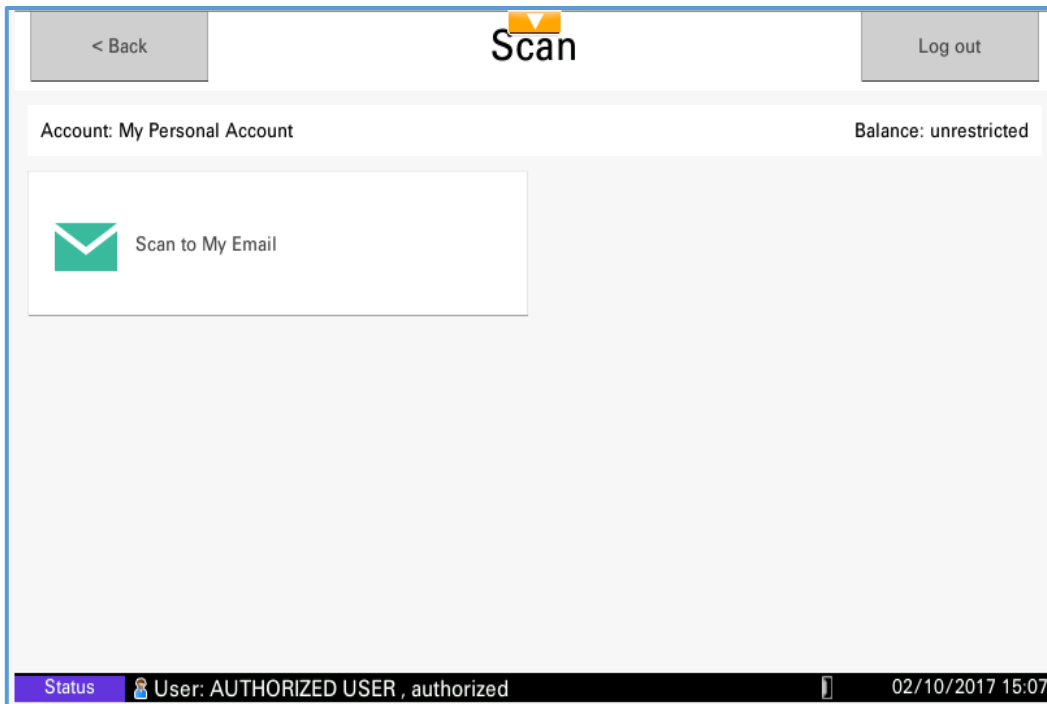 < Back
Scan
Log out
Account: My Personal Account
Balance: unrestricted
Scan to My Email
Status
User: AUTHORIZED USER , authorized
02/10/2017 15:07